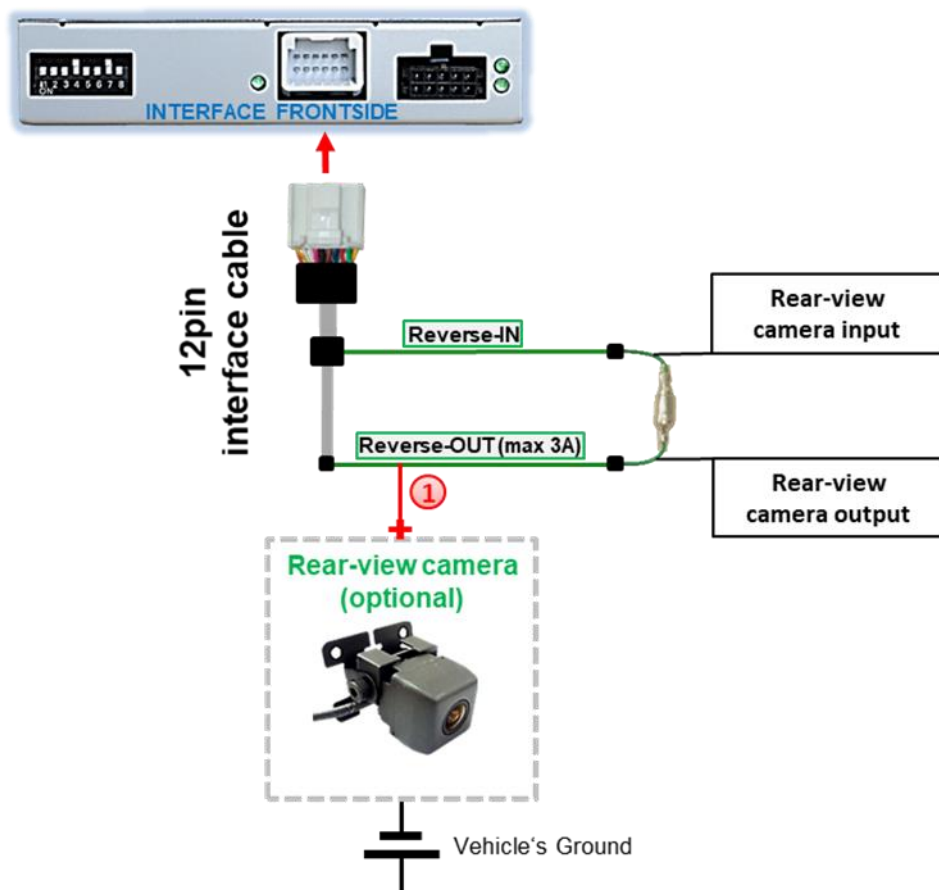 1 2 3 4 5 6 7 8
ON
INTERFACE FRONTSIDE
12pin
interface cable
Reverse-IN
Rear-view
camera input
Reverse-OUT (max 3A)
1
Rear-view
camera output
Rear-view camera
(optional)
Vehicle‘s Ground